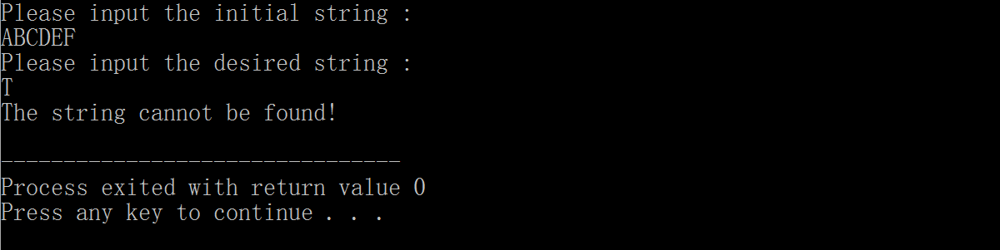 Please input the initial string :
ABCDEF
Please input the desired string :
T
The string cannot be found!
--------------------------------
Process exited with return value 0
Press any key to continue . . .